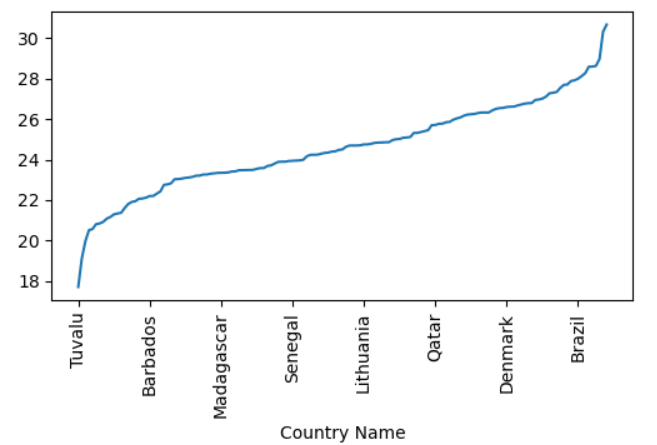 30
28
26
24
22
20
18
Tuvalu
Barbados
Madagascar
Senegal
Lithuania
Qatar
Denmark
Brazil
Country Name